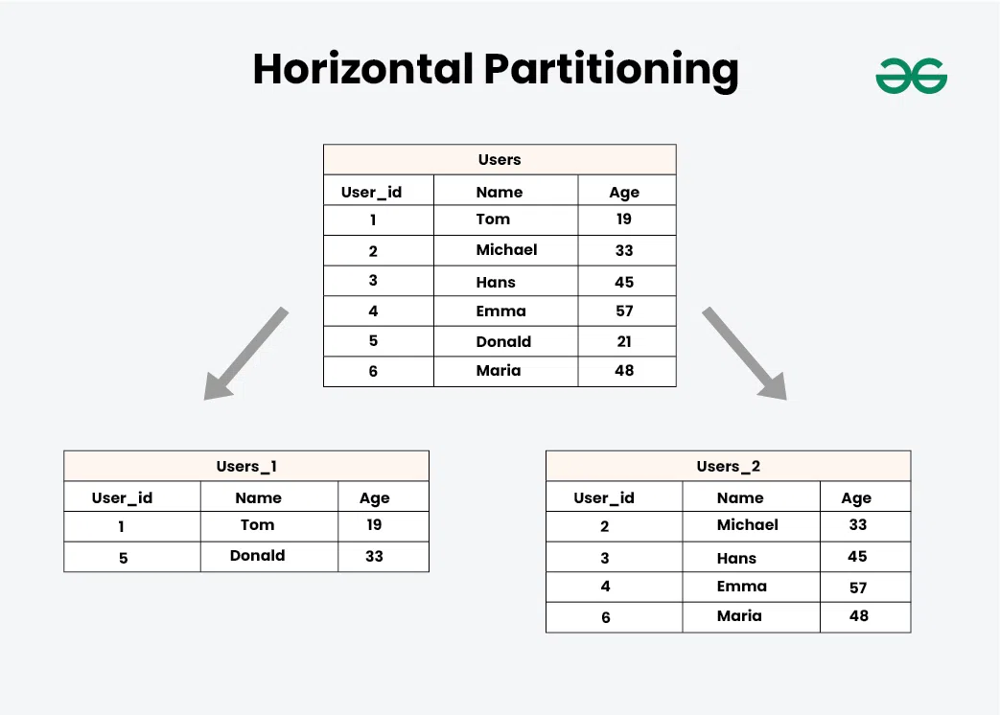 Horizontal Partitioning
Users
User_id Name Age
1 Tom 19
2 Michael 33
3 Hans 45
4 Emma 57
5 Donald 21
6 Maria 48
Users_1
User_id Name Age
1 Tom 19
5 Donald 33
Users_2
User_id Name Age
2 Michael 33
3 Hans 45
4 Emma 57
6 Maria 48